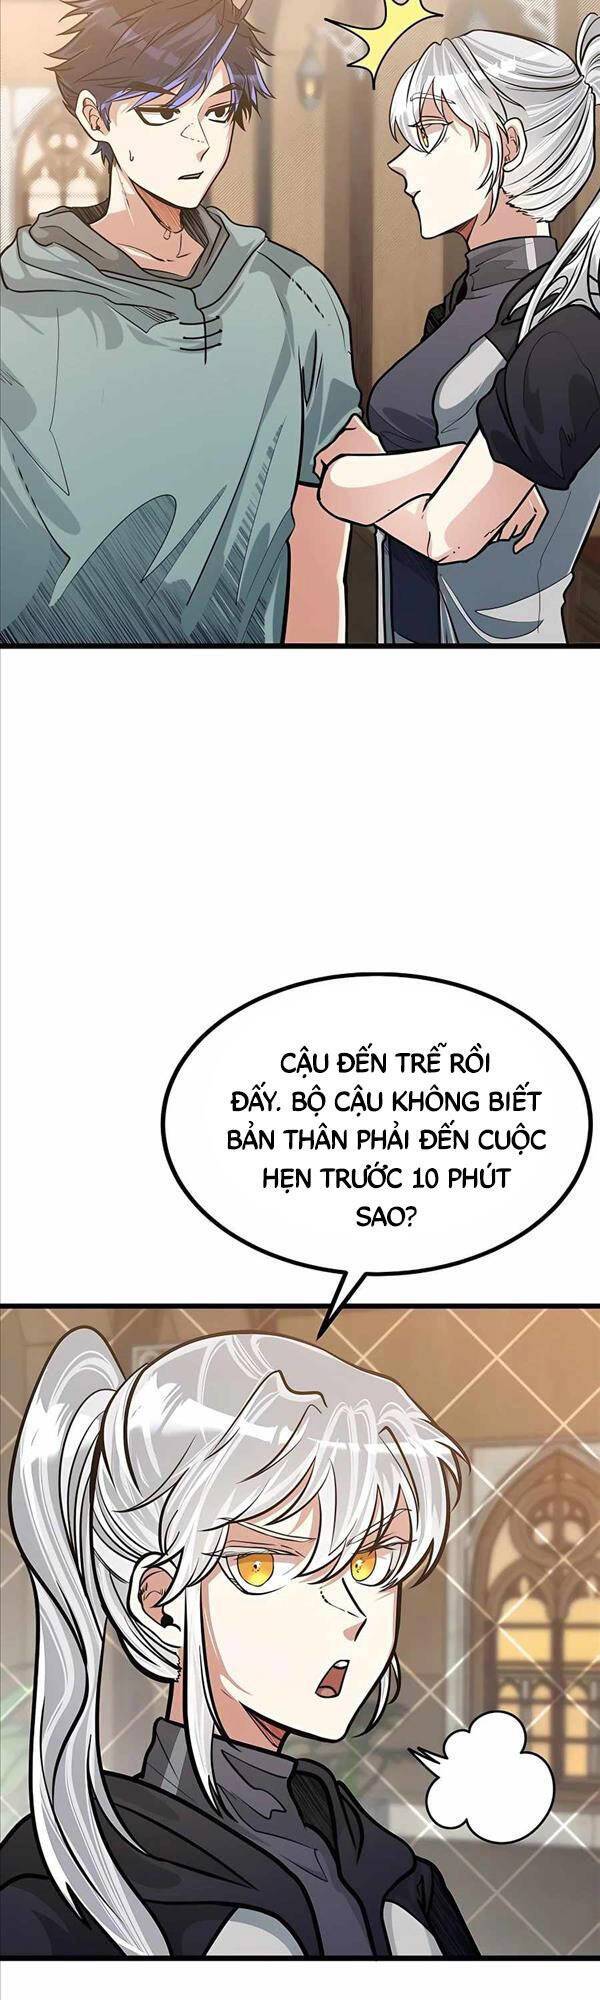 CẬU ĐẾN TRỄ RỒI
ĐẤY. BỘ CẬU KHÔNG BIẾT
BẢN THÂN PHẢI ĐẾN CUỘC
HẸN TRƯỚC 10 PHÚT
SAO?